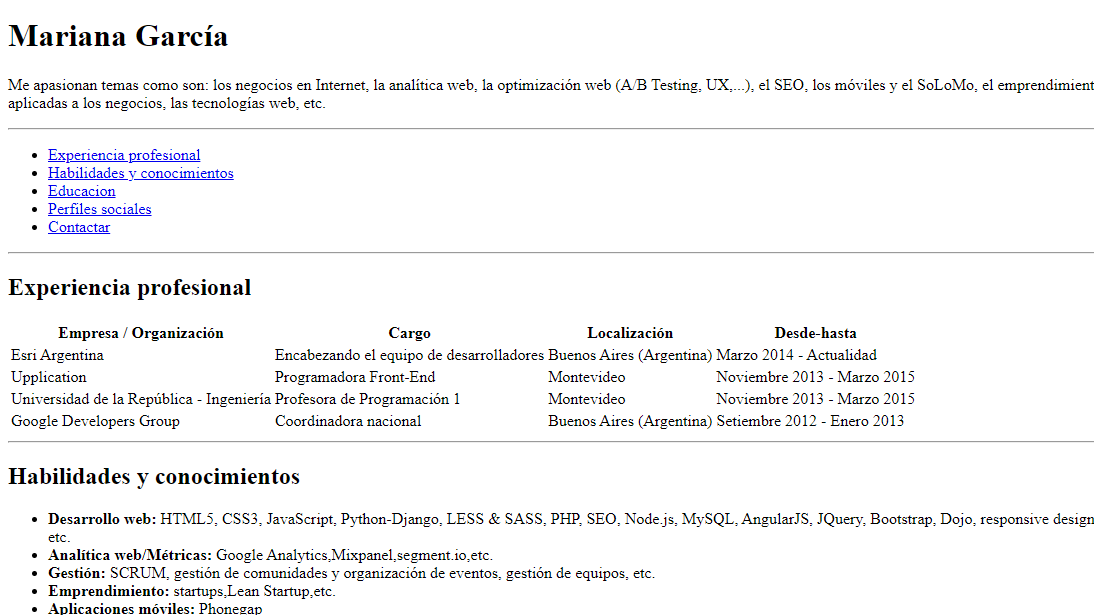 Mariana García
Me apasionan temas como son: los negocios en Internet, la analítica web, la optimización web (A/B Testing, UX,...), el SEO, los móviles y el SoLoMo, el emprendimient
aplicadas a los negocios, las tecnologías web, etc.
Experiencia profesional
Habilidades y conocimientos
Educacion
Perfiles sociales
Contactar
Experiencia profesional
Empresa / Organización Cargo Localización Desde-hasta
Esri Argentina Encabezando el equipo de desarrolladores Buenos Aires (Argentina) Marzo 2014 - Actualidad
Upplication Programadora Front-End Montevideo Noviembre 2013 - Marzo 2015
Universidad de la República - Ingeniería Profesora de Programación 1 Montevideo Noviembre 2013 - Marzo 2015
Google Developers Group Coordinadora nacional Buenos Aires (Argentina) Setiembre 2012 - Enero 2013
Habilidades y conocimientos
Desarrollo web: HTML5, CSS3, JavaScript, Python-Django, LESS & SASS, PHP, SEO, Node.js, MySQL, AngularJS, JQuery, Bootstrap, Dojo, responsive design
etc.
Analítica web/Métricas: Google Analytics,Mixpanel,segment.io,etc.
Gestión: SCRUM, gestión de comunidades y organización de eventos, gestión de equipos, etc.
Emprendimiento: startups,Lean Startup,etc.
Aplicaciones móviles: Phonegap